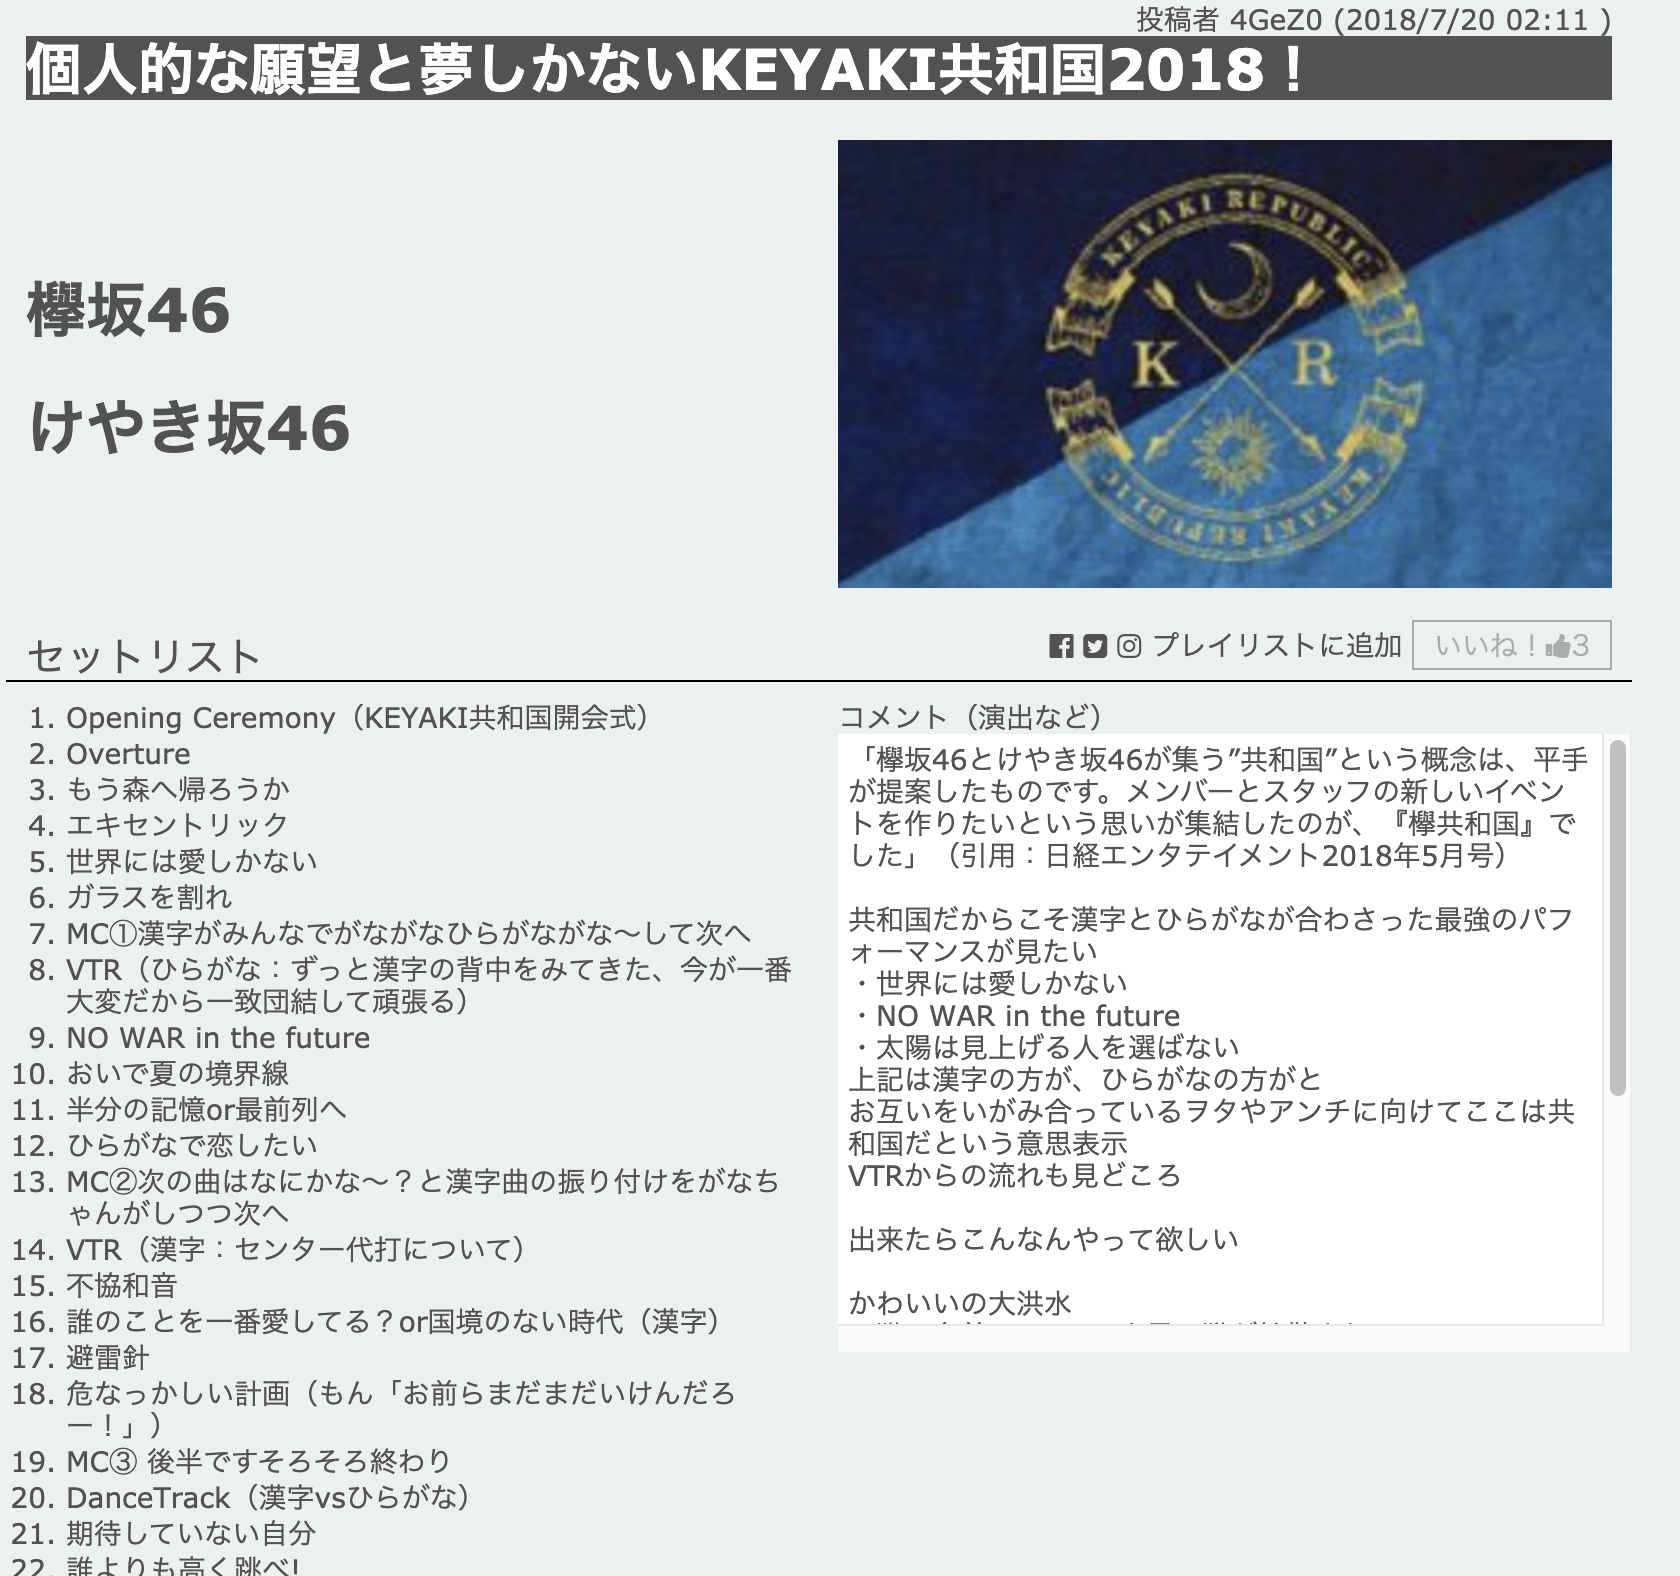 投稿者 4GeZ0 (2018/7/20 02:11 )
個人的な願望と夢しかないKEYAKI共和国2018！
欅坂46
けやき坂46
KEYAKI REPUBLIC
K R
KEYAKI REPUBLIC
セットリスト
プレイリストに追加 いいね！3
1. Opening Ceremony（KEYAKI共和国開会式）
2. Overture
3. もう森へ帰ろうか
4. エキセントリック
5. 世界には愛しかない
6. ガラスを割れ
7. MC①漢字がみんなでがながなひらがながな〜して次へ
8. VTR（ひらがな：ずっと漢字の背中をみてきた、今が一番
大変だから一致団結して頑張る）
9. NO WAR in the future
10. おいで夏の境界線
11. 半分の記憶or最前列へ
12. ひらがなで恋したい
13. MC②次の曲はなにかな〜？と漢字曲の振り付けをがなち
ゃんがしつつ次へ
14. VTR（漢字：センター代打について）
15. 不協和音
16. 誰のことを一番愛してる？or国境のない時代（漢字）
17. 避雷針
18. 危なっかしい計画（もん「お前らまだまだいけんだろ
ー！」）
19. MC③ 後半ですそろそろ終わり
20. DanceTrack（漢字vsひらがな）
21. 期待していない自分
22. 誰よりも高く跳べ!
コメント（演出など）
「欅坂46とけやき坂46が集う”共和国”という概念は、平手
が提案したものです。メンバーとスタッフの新しいイベン
トを作りたいという思いが集結したのが、『欅共和国』で
した」（引用：日経エンタテイメント2018年5月号）
共和国だからこそ漢字とひらがなが合わさった最強のパフ
ォーマンスが見たい
・世界には愛しかない
・NO WAR in the future
・太陽は見上げる人を選ばない
上記は漢字の方が、ひらがなの方がと
お互いをいがみ合っているヲタやアンチに向けてここは共
和国だという意思表示
VTRからの流れも見どころ
出来たらこんなんやって欲しい
かわいいの大洪水